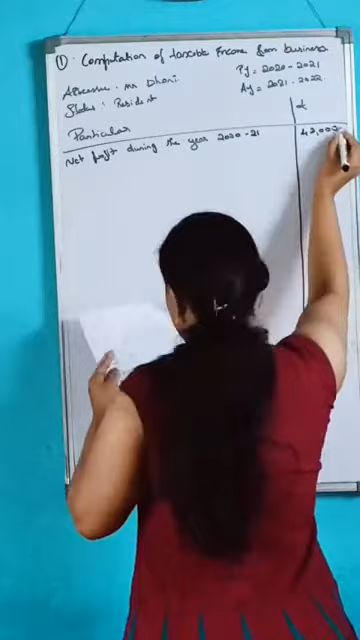 ① Computation of taxable Income from business
Assessee : Mr Dhoni
Status : Resident
Py = 2020 - 2021
Ay = 2021 - 2022
Particular
Net profit during the year 2020-21